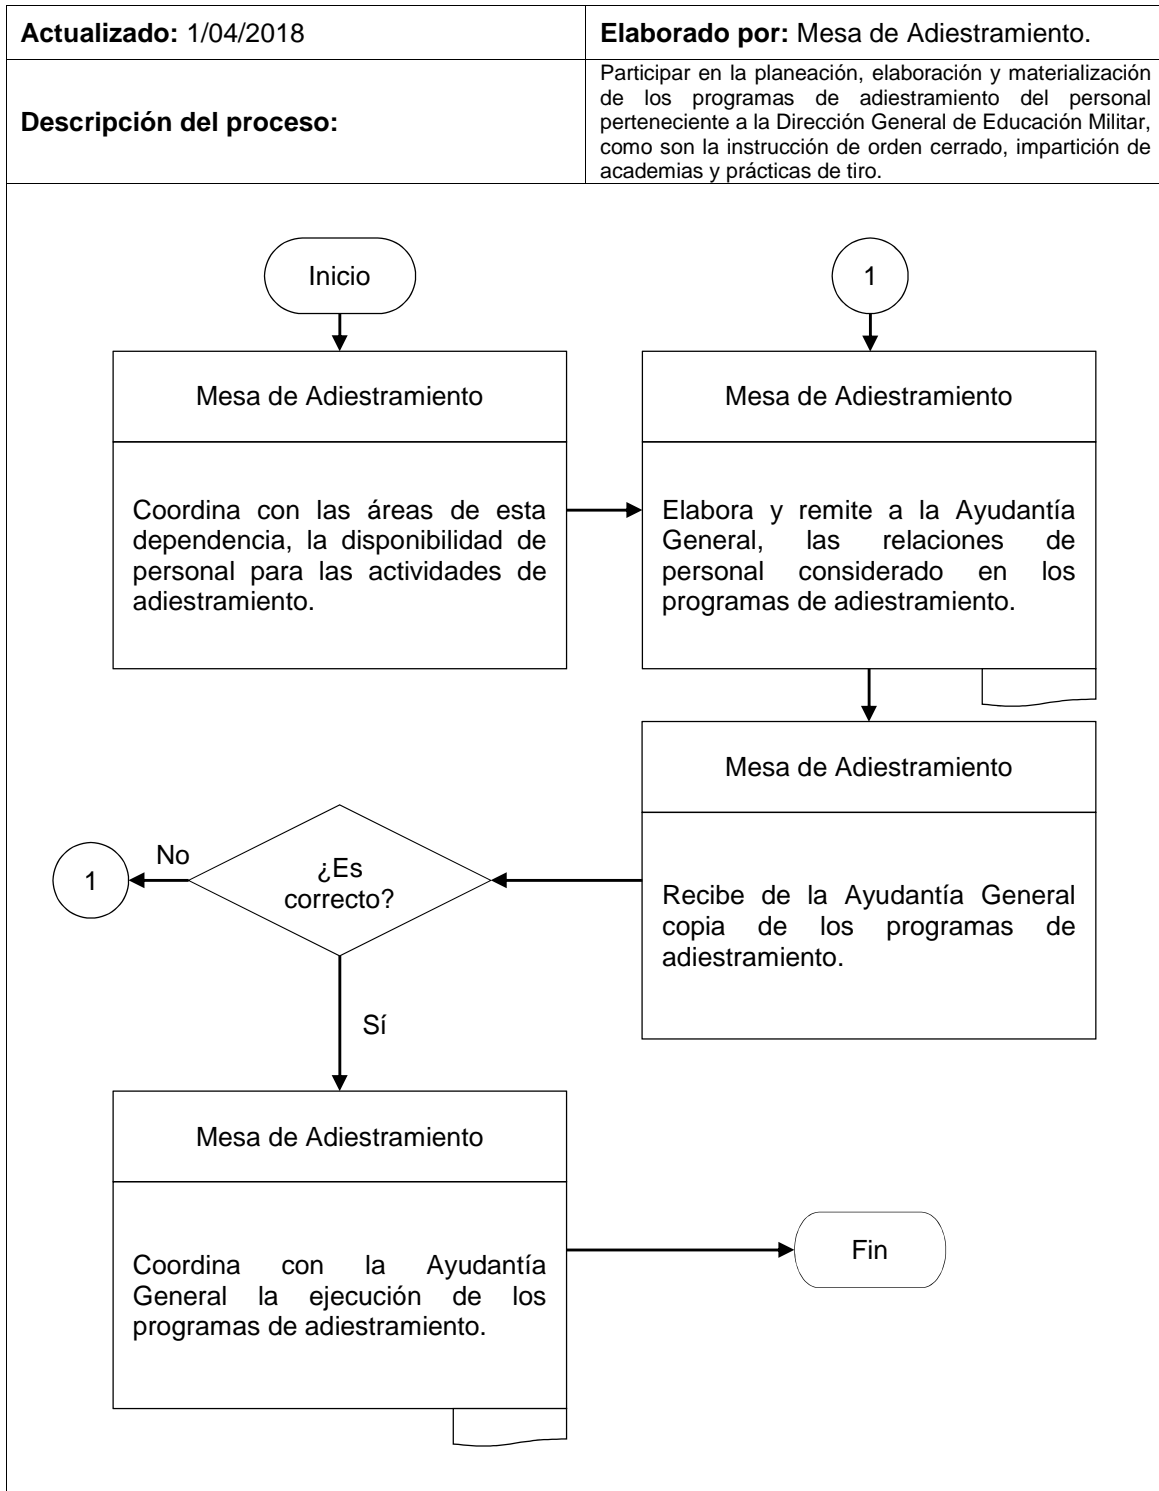 Actualizado: 1/04/2018
Elaborado por: Mesa de Adiestramiento.
Descripción del proceso:
Participar en la planeación, elaboración y materialización
de los programas de adiestramiento del personal
perteneciente a la Dirección General de Educación Militar,
como son la instrucción de orden cerrado, impartición de
academias y prácticas de tiro.
Inicio
1
Mesa de Adiestramiento
Coordina con las áreas de esta
dependencia, la disponibilidad de
personal para las actividades de
adiestramiento.
Mesa de Adiestramiento
Elabora y remite a la Ayudantía
General, las relaciones de
personal considerado en los
programas de adiestramiento.
Mesa de Adiestramiento
Recibe de la Ayudantía General
copia de los programas de
adiestramiento.
¿Es
correcto?
No
1
Sí
Mesa de Adiestramiento
Coordina con la Ayudantía
General la ejecución de los
programas de adiestramiento.
Fin